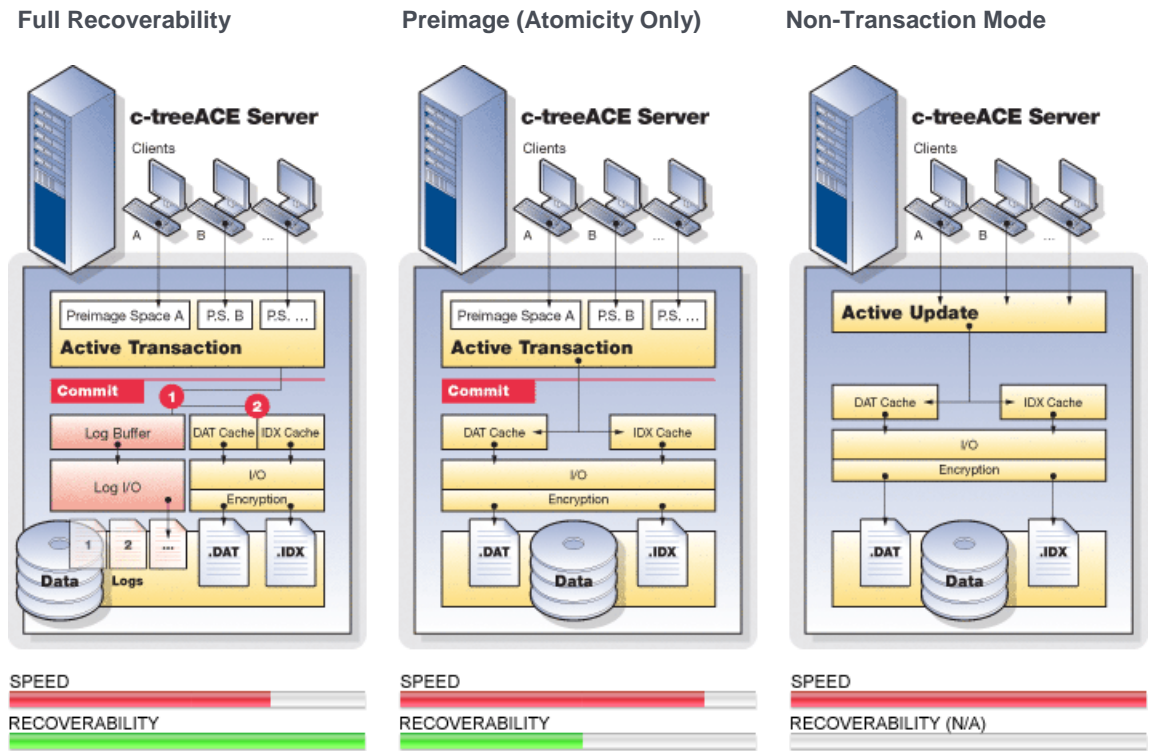 Full Recoverability
c-treeACE Server
Clients
A B ...
Preimage Space A P.S. B P.S. ...
Active Transaction
Commit
1
2
Log Buffer DAT Cache IDX Cache
Log I/O I/O
Encryption
1 2 ... .DAT .IDX
Data Logs
SPEED
RECOVERABILITY
Preimage (Atomicity Only)
c-treeACE Server
Clients
A B ...
Preimage Space A P.S. B P.S. ...
Active Transaction
Commit
DAT Cache IDX Cache
I/O
Encryption
.DAT .IDX
Data
SPEED
RECOVERABILITY
Non-Transaction Mode
c-treeACE Server
Clients
A B ...
Active Update
DAT Cache IDX Cache
I/O
Encryption
.DAT .IDX
Data
SPEED
RECOVERABILITY (N/A)